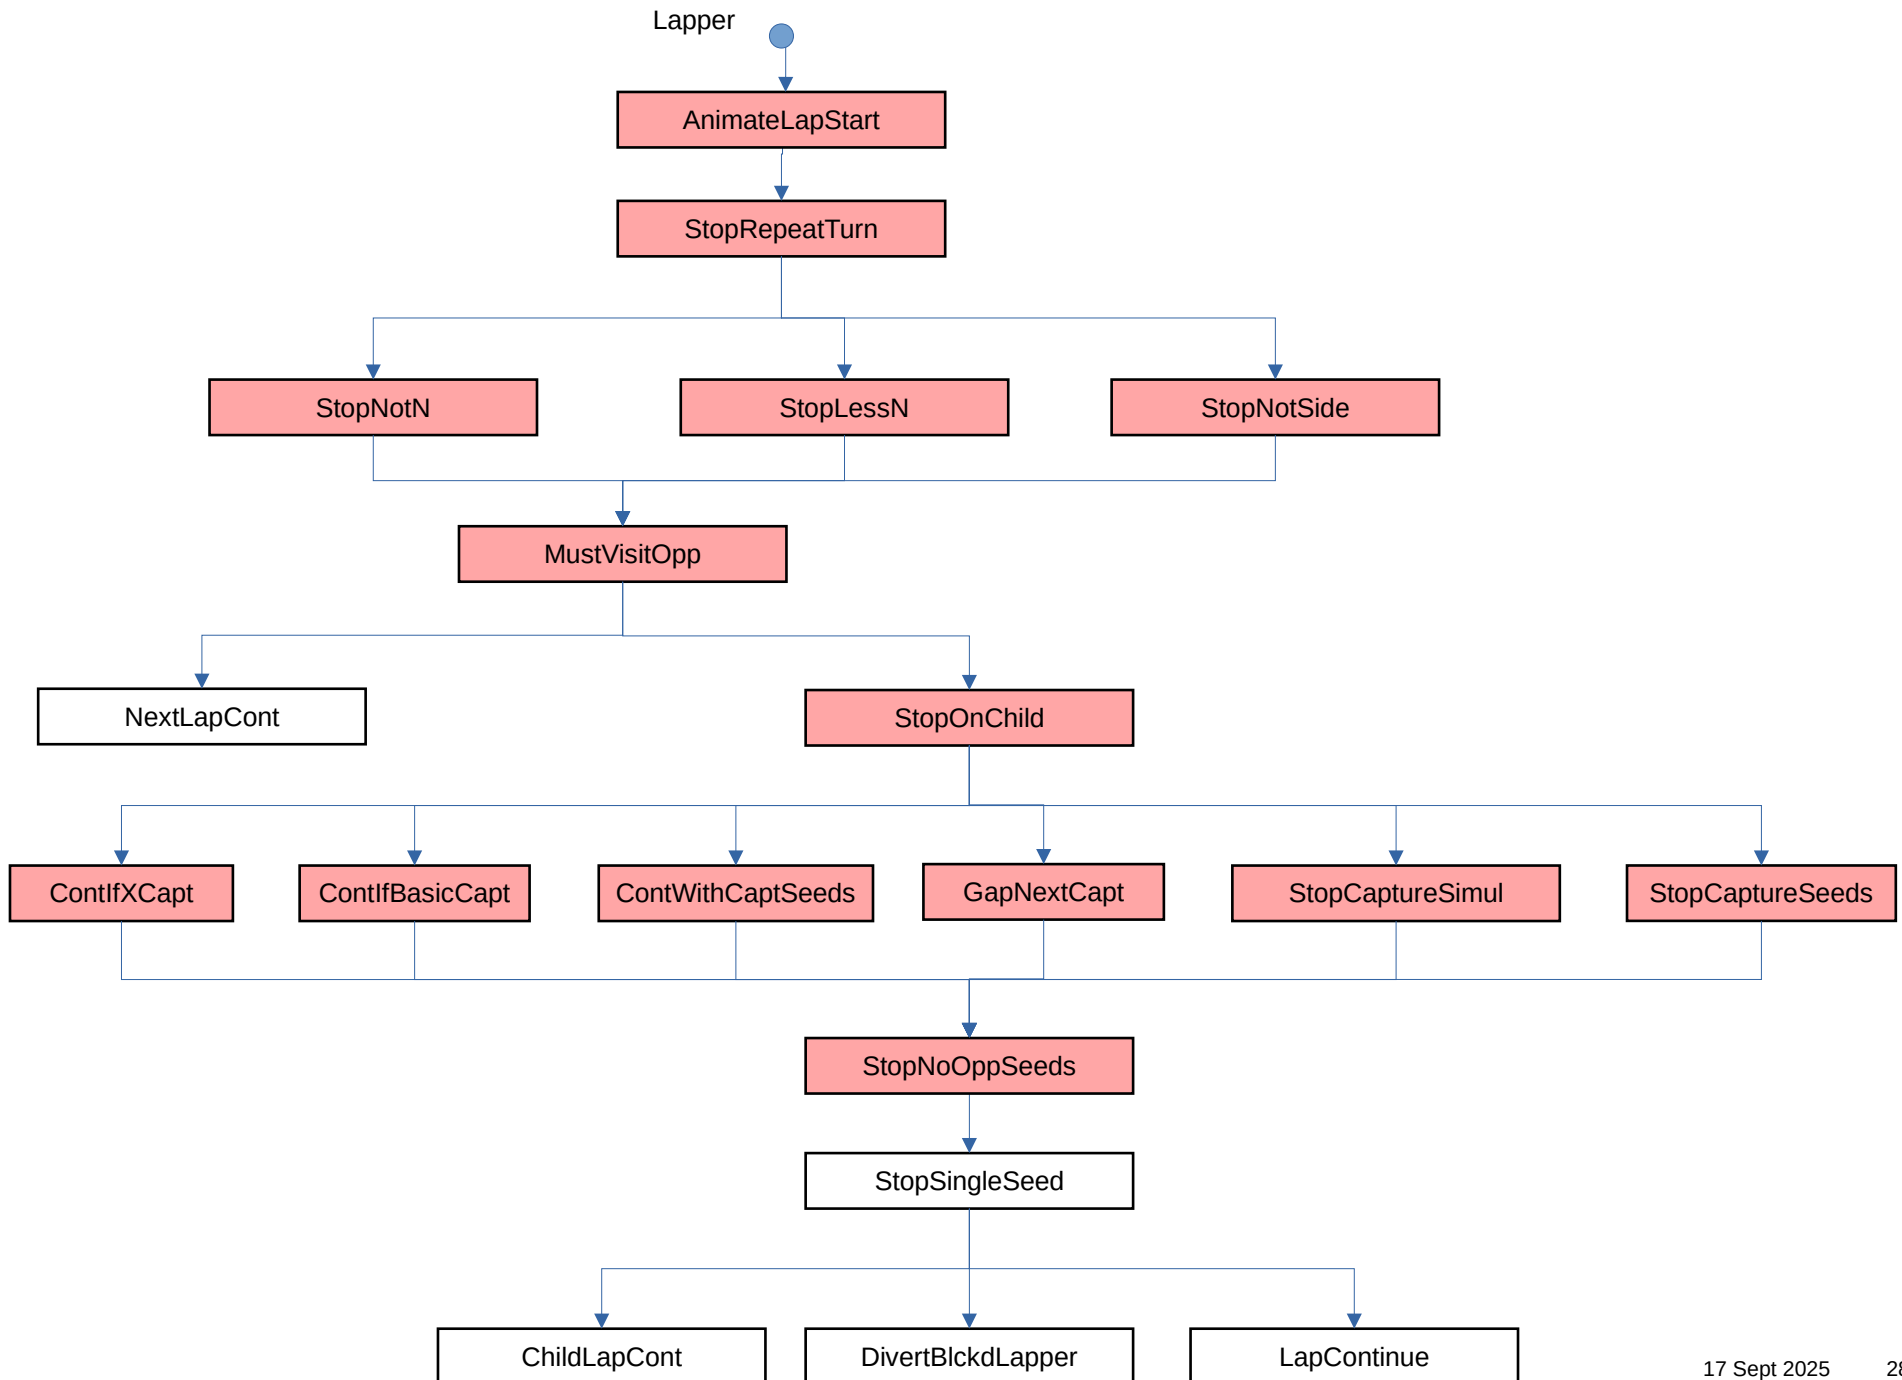 Lapper
AnimateLapStart
StopRepeatTurn
StopNotN
StopLessN
StopNotSide
MustVisitOpp
NextLapCont
StopOnChild
ContIfXCapt
ContIfBasicCapt
ContWithCaptSeeds
GapNextCapt
StopCaptureSimul
StopCaptureSeeds
StopNoOppSeeds
StopSingleSeed
ChildLapCont
DivertBlckdLapper
LapContinue
17 Sept 2025
28